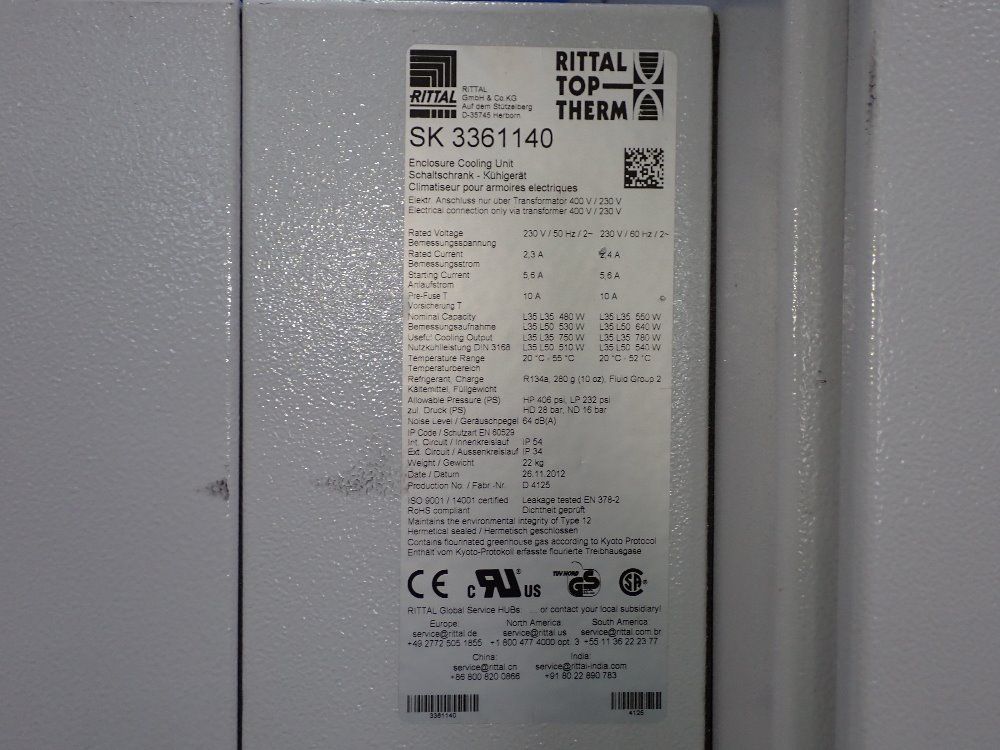 RITTAL
RITTAL
GmbH & Co.KG
Auf dem Stützelberg
D-35745 Herborn
RITTAL
TOP
THERM
SK 3361140
Enclosure Cooling Unit
Schaltschrank - Kühlgerät
Climatiseur pour armoires electriques
Elektr. Anschluss nur über Transformator 400 V / 230 V
Electrical connection only via transformer 400 V / 230 V
Rated Voltage 230 V / 50 Hz / 2~ 230 V / 60 Hz / 2~
Bemessungsspannung
Rated Current 2,3 A 2,4 A
Bemessungsstrom
Starting Current 5,6 A 5,6 A
Anlaufstrom
Pre-Fuse T 10 A 10 A
Vorsicherung T
Nominal Capacity L35 L35 480 W L35 L35 550 W
Bemessungsaufnahme L35 L50 530 W L35 L50 640 W
Useful Cooling Output L35 L35 750 W L35 L35 780 W
Nutzkühlleistung DIN 3168 L35 L50 510 W L35 L50 540 W
Temperature Range 20 °C - 55 °C 20 °C - 52 °C
Temperaturbereich
Refrigerant, Charge R134a, 280 g (10 oz), Fluid Group 2
Kältemittel, Füllgewicht
Allowable Pressure (PS) HP 406 psi, LP 232 psi
zul. Druck (PS) HD 28 bar, ND 16 bar
Noise Level / Geräuschpegel 64 dB(A)
IP Code / Schutzart EN 60529
Int. Circuit / Innenkreislauf IP 54
Ext. Circuit / Aussenkreislauf IP 34
Weight / Gewicht 22 kg
Date / Datum 26.11.2012
Production No. / Fabr.-Nr. D 4125
ISO 9001 / 14001 certified Leakage tested EN 378-2
RoHS compliant Dichtheit geprüft
Maintains the environmental integrity of Type 12
Hermetical sealed / Hermetisch geschlossen
Contains flourinated greenhouse gas according to Kyoto Protocol
Enthält vom Kyoto-Protokoll erfasste flourierte Treibhausgase
CE c RU ® US TÜV NORD GS SA ®
RITTAL Global Service HUBs: ... or contact your local subsidiary!
Europe: North America South America
service@rittal.de service@rittal.us service@rittal.com.br
+49 2772 505 1855 +1 800 477 4000 opt. 3 +55 11 36 22 23 77
China: India:
service@rittal.cn service@rittal-india.com
+86 800 820 0866 +91 80 22 890 783
3361140 4125